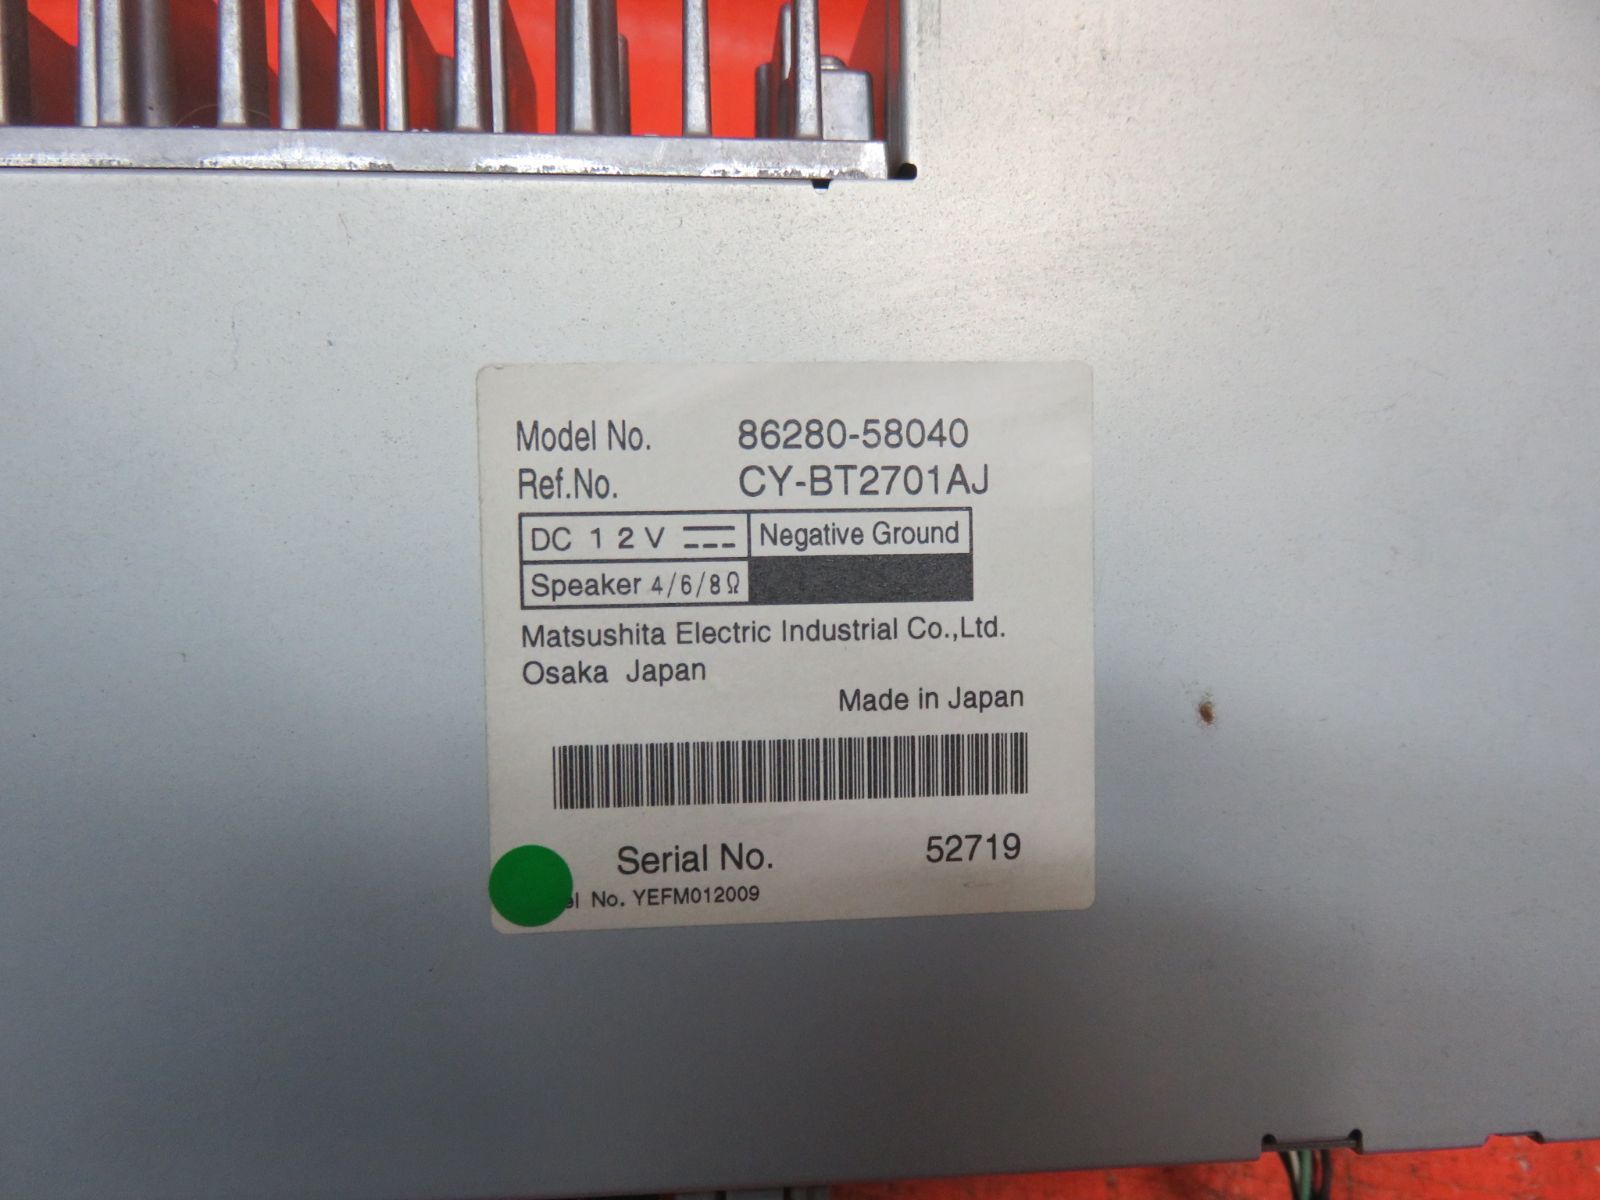 Model No. 86280-58040
Ref.No. CY-BT2701AJ
DC 12V Negative Ground
Speaker 4/6/8Ω
Matsushita Electric Industrial Co.,Ltd.
Osaka Japan
Made in Japan
Serial No. 52719
No. YEFM012009